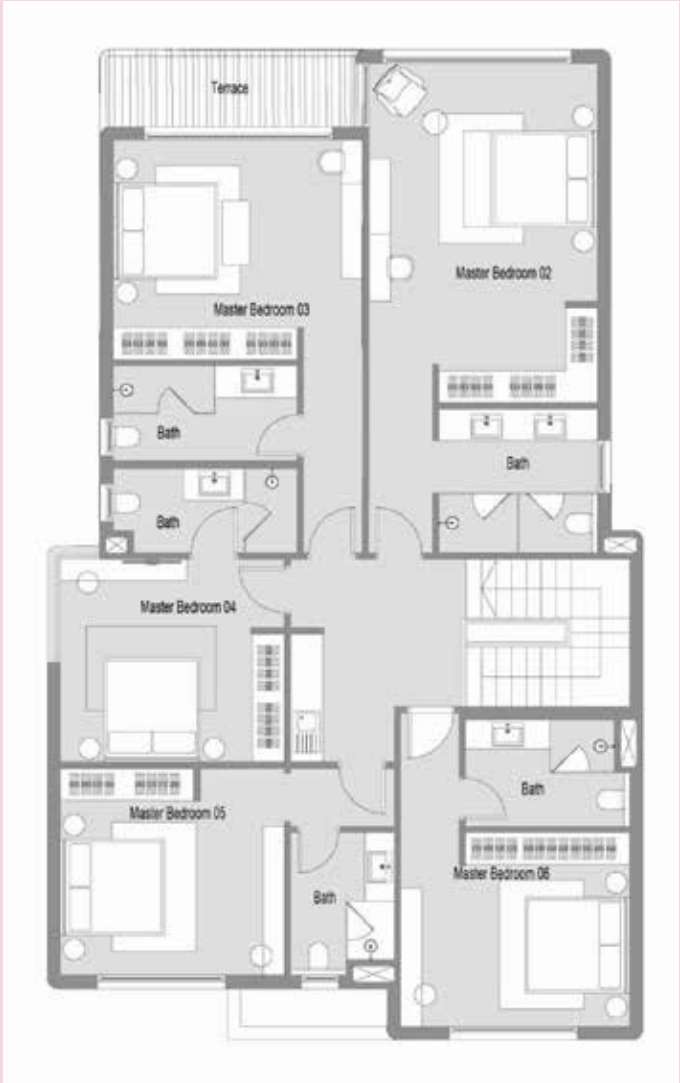 Terrace
Master Bedroom 02
Master Bedroom 03
Bath
Bath
Bath
Master Bedroom 04
Bath
Master Bedroom 05
Master Bedroom 06
Bath